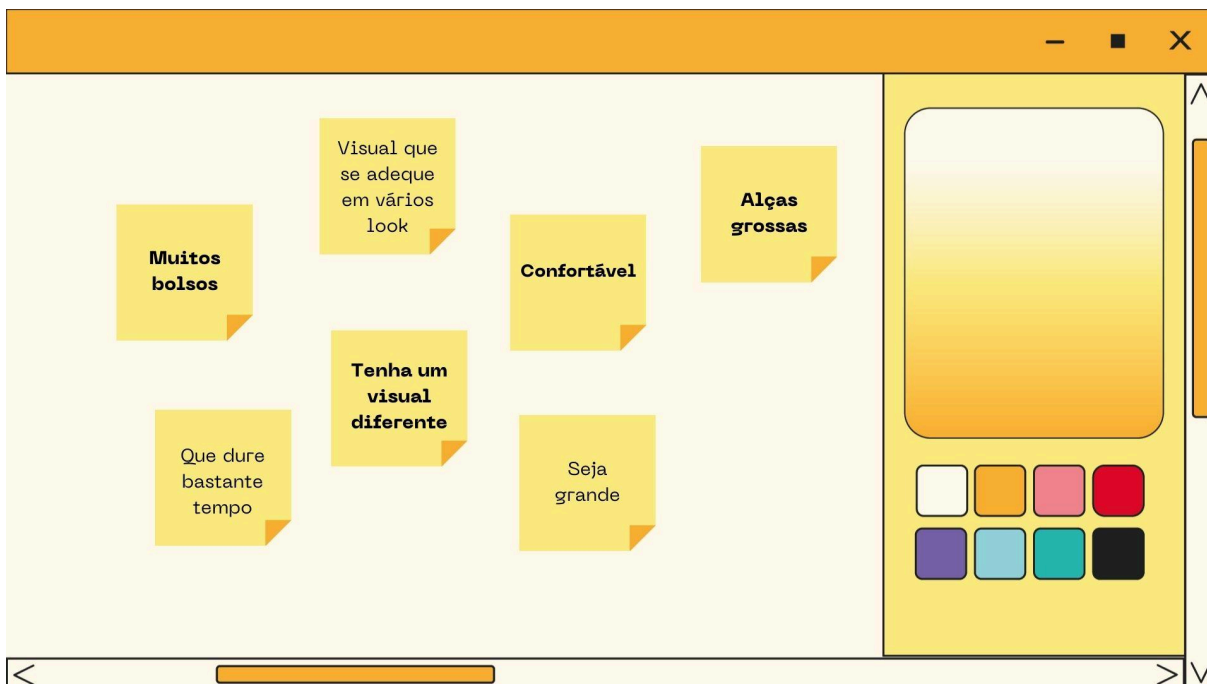 Visual que
se adeque
em vários
look
Alças
grossas
Muitos
bolsos
Confortável
Tenha um
visual
diferente
Que dure
bastante
tempo
Seja
grande